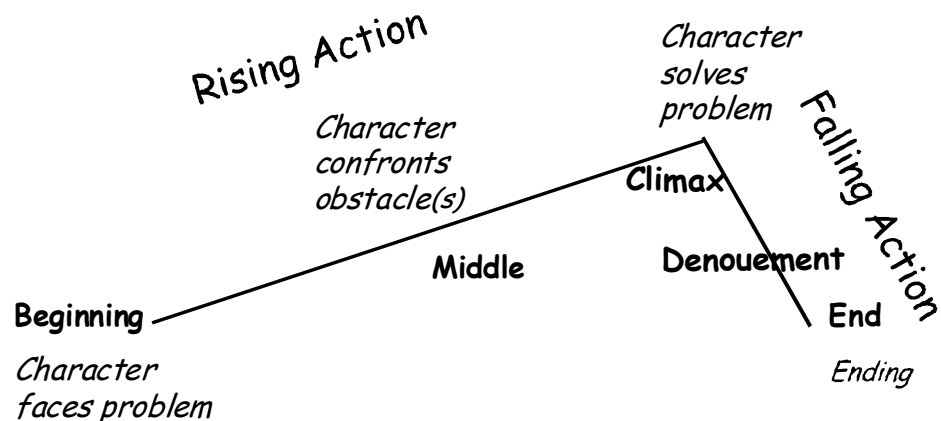 Rising Action
Character
solves
problem
Falling Action
Character
confronts
obstacle(s)
Climax
Middle
Denouement
Beginning
End
Character
faces problem
Ending